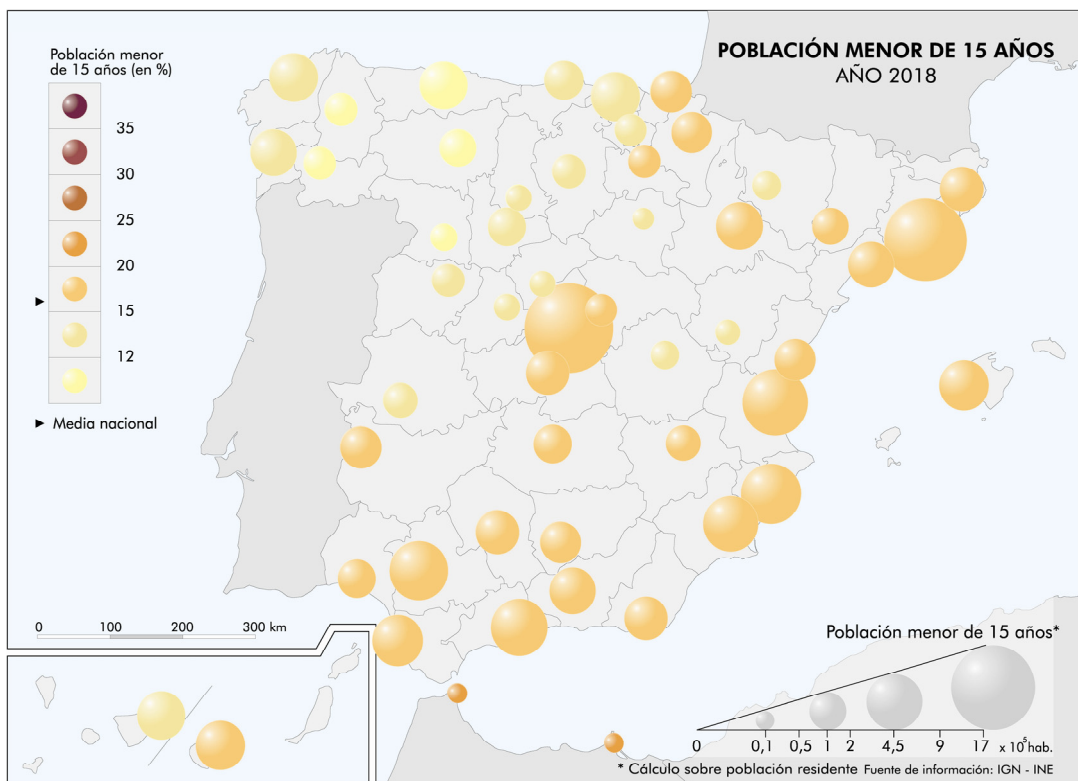 POBLACIÓN MENOR DE 15 AÑOS
AÑO 2018
Población menor
de 15 años (en %)
35
30
25
20
15
12
Media nacional
0 100 200 300 km
Población menor de 15 años*
0 0,1 0,5 1 2 4,5 9 17 x 10⁵ hab.
* Cálculo sobre población residente Fuente de información: IGN - INE